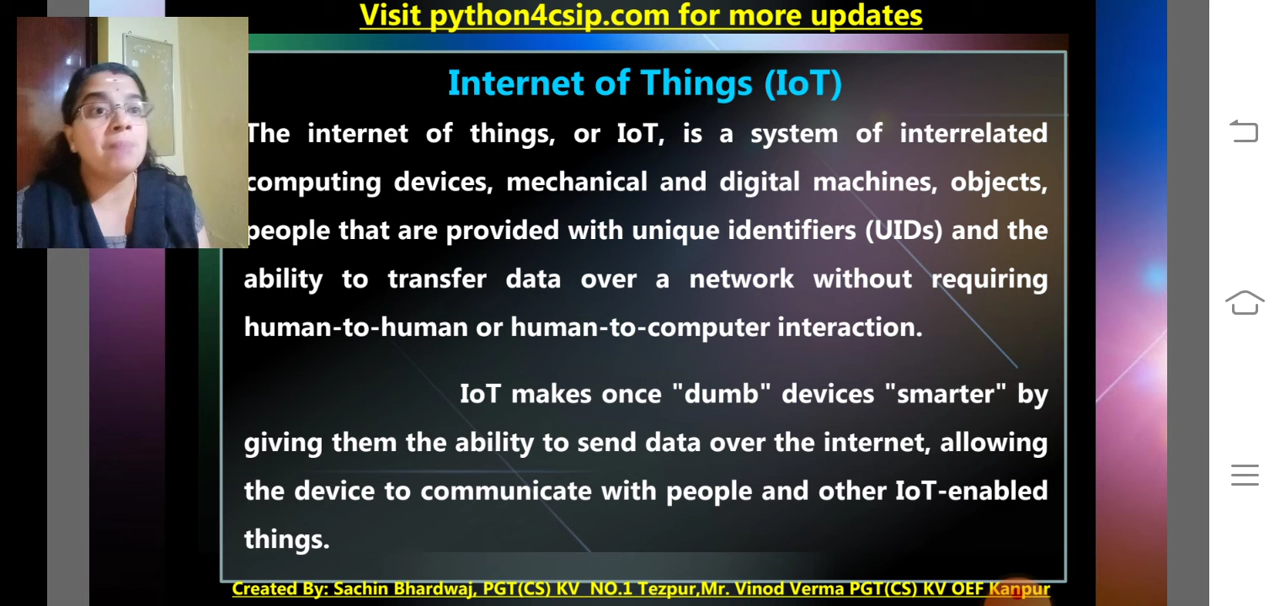 Visit python4csip.com for more updates
Internet of Things (IoT)
The internet of things, or IoT, is a system of interrelated
computing devices, mechanical and digital machines, objects,
people that are provided with unique identifiers (UIDs) and the
ability to transfer data over a network without requiring
human-to-human or human-to-computer interaction.
IoT makes once "dumb" devices "smarter" by
giving them the ability to send data over the internet, allowing
the device to communicate with people and other IoT-enabled
things.
Created By: Sachin Bhardwaj, PGT(CS) KV NO.1 Tezpur,Mr. Vinod Verma PGT(CS) KV OEF Kanpur